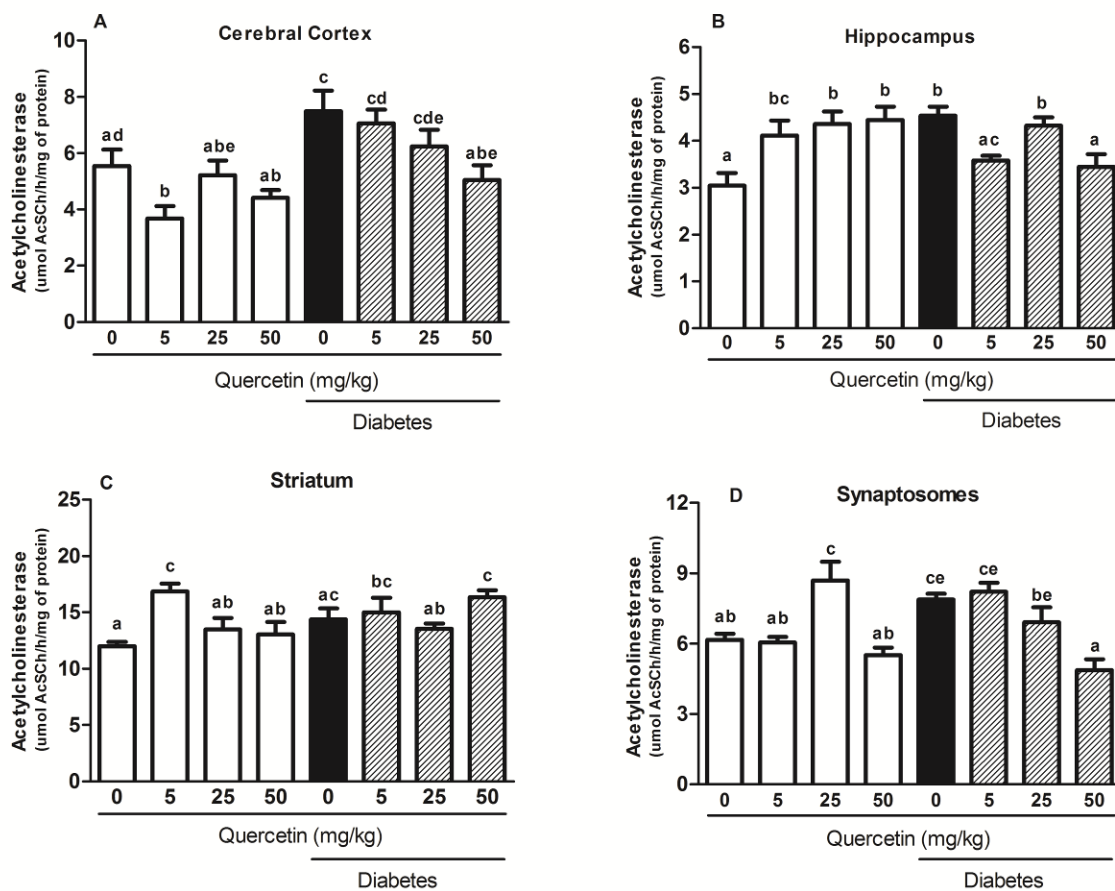 A
Cerebral Cortex
Acetylcholinesterase
(umol AcSCh/h/mg of protein)
10
8
6
4
2
0
ad
b
abe
ab
c
cd
cde
abe
0 5 25 50 0 5 25 50
Quercetin (mg/kg)
Diabetes
B
Hippocampus
Acetylcholinesterase
(umol AcSCh/h/mg of protein)
6
5
4
3
2
1
0
a
bc
b
b
b
ac
b
a
0 5 25 50 0 5 25 50
Quercetin (mg/kg)
Diabetes
C
Striatum
Acetylcholinesterase
(umol AcSCh/h/mg of protein)
25
20
15
10
5
0
a
c
ab
ab
ac
bc
ab
c
0 5 25 50 0 5 25 50
Quercetin (mg/kg)
Diabetes
D
Synaptosomes
Acetylcholinesterase
(umol AcSCh/h/mg of protein)
12
9
6
3
0
ab
ab
c
ab
ce
ce
be
a
0 5 25 50 0 5 25 50
Quercetin (mg/kg)
Diabetes